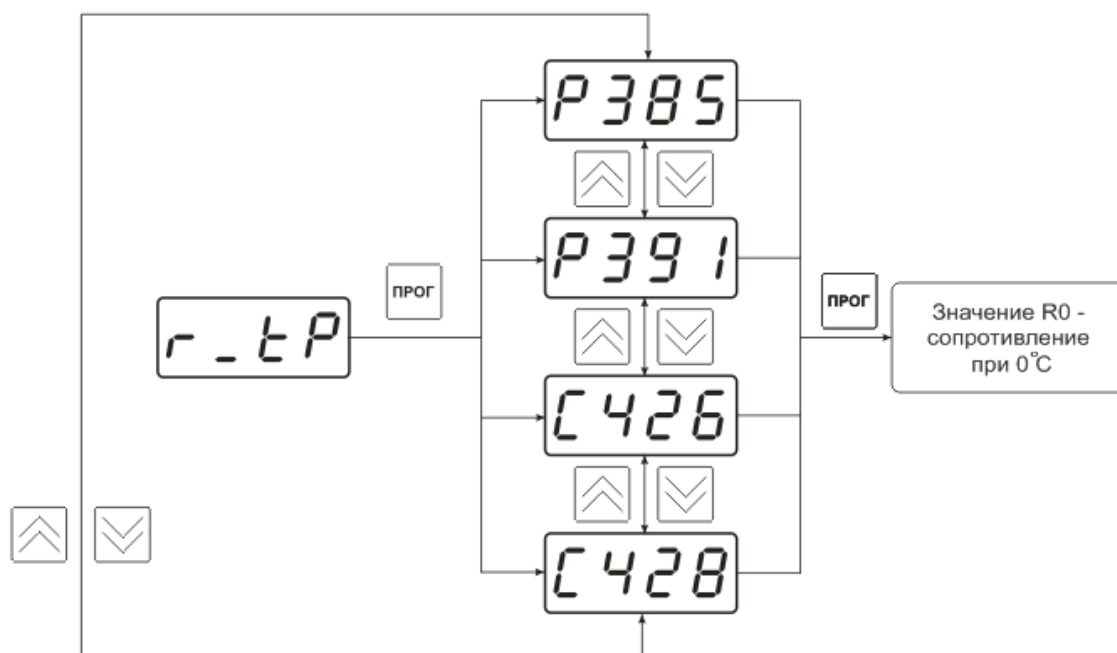 P385
P391
ПРОГ
r_tP
ПРОГ
Значение R0 -
сопротивление
при 0°C
C426
C428